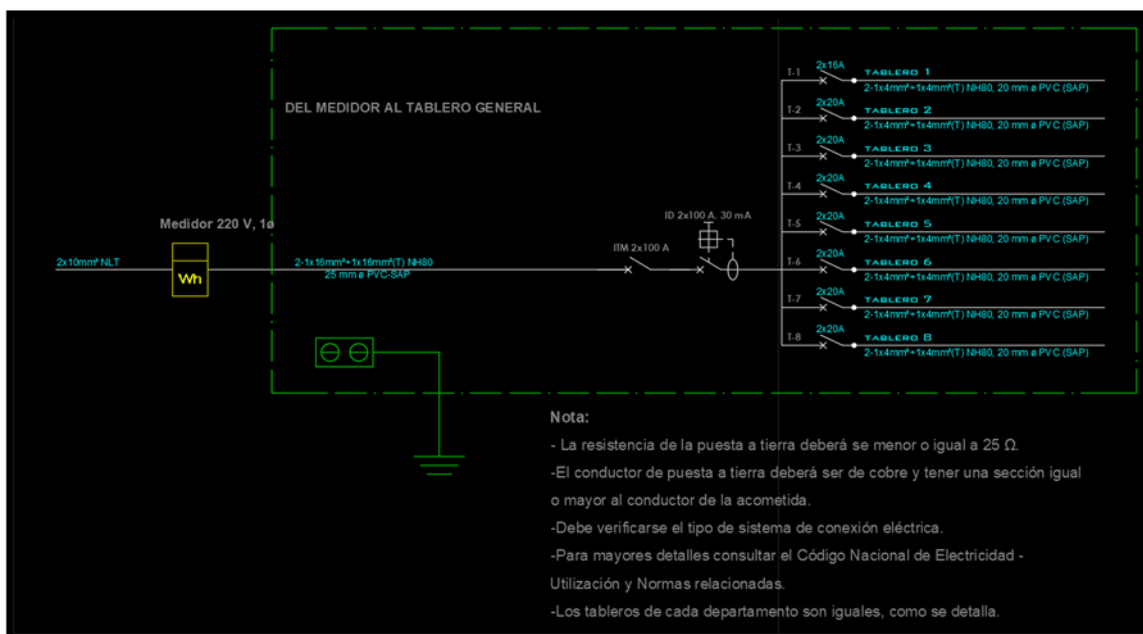 DEL MEDIDOR AL TABLERO GENERAL
Medidor 220 V, 1ø
2x10mm² NLT
Wh
2-1x16mm²+1x16mm²(T) NH80
25 mm ø PVC-SAP
ITM 2x100 A
ID 2x100 A, 30 mA
T-1 2x16A TABLERO 1
2-1x4mm²+1x4mm²(T) NH80, 20 mm ø PVC (SAP)
T-2 2x20A TABLERO 2
2-1x4mm²+1x4mm²(T) NH80, 20 mm ø PVC (SAP)
T-3 2x20A TABLERO 3
2-1x4mm²+1x4mm²(T) NH80, 20 mm ø PVC (SAP)
T-4 2x20A TABLERO 4
2-1x4mm²+1x4mm²(T) NH80, 20 mm ø PVC (SAP)
T-5 2x20A TABLERO 5
2-1x4mm²+1x4mm²(T) NH80, 20 mm ø PVC (SAP)
T-6 2x20A TABLERO 6
2-1x4mm²+1x4mm²(T) NH80, 20 mm ø PVC (SAP)
T-7 2x20A TABLERO 7
2-1x4mm²+1x4mm²(T) NH80, 20 mm ø PVC (SAP)
T-8 2x20A TABLERO 8
2-1x4mm²+1x4mm²(T) NH80, 20 mm ø PVC (SAP)
Nota:
- La resistencia de la puesta a tierra deberá se menor o igual a 25 Ω.
-El conductor de puesta a tierra deberá ser de cobre y tener una sección igual
o mayor al conductor de la acometida.
-Debe verificarse el tipo de sistema de conexión eléctrica.
-Para mayores detalles consultar el Código Nacional de Electricidad -
Utilización y Normas relacionadas.
-Los tableros de cada departamento son iguales, como se detalla.